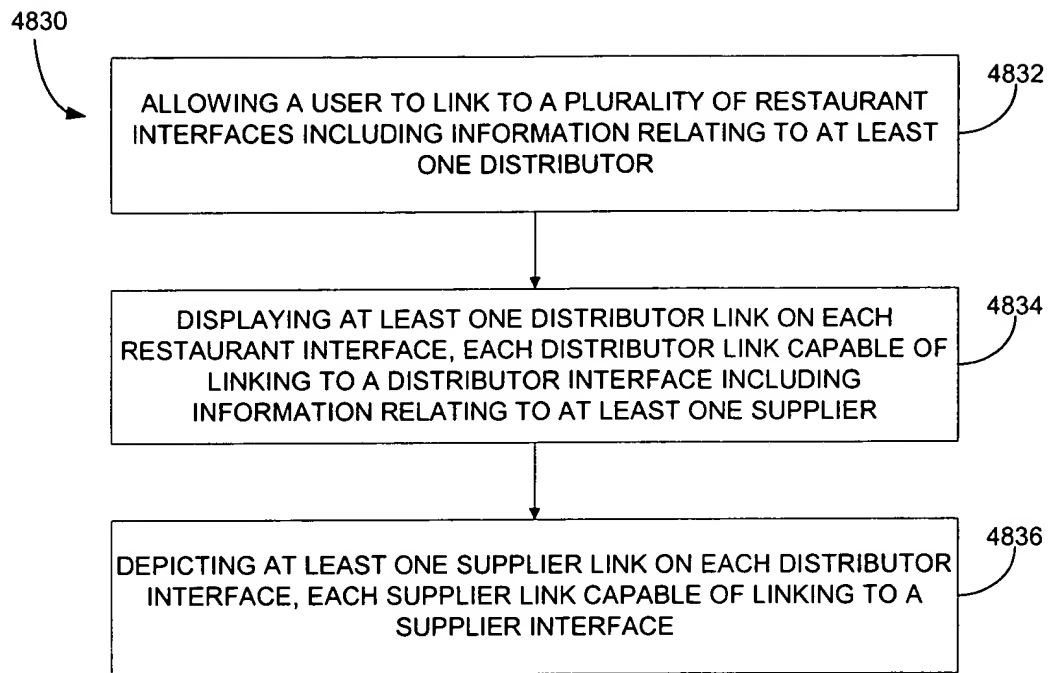 4830
4832
ALLOWING A USER TO LINK TO A PLURALITY OF RESTAURANT
INTERFACES INCLUDING INFORMATION RELATING TO AT LEAST
ONE DISTRIBUTOR
4834
DISPLAYING AT LEAST ONE DISTRIBUTOR LINK ON EACH
RESTAURANT INTERFACE, EACH DISTRIBUTOR LINK CAPABLE OF
LINKING TO A DISTRIBUTOR INTERFACE INCLUDING
INFORMATION RELATING TO AT LEAST ONE SUPPLIER
4836
DEPICTING AT LEAST ONE SUPPLIER LINK ON EACH DISTRIBUTOR
INTERFACE, EACH SUPPLIER LINK CAPABLE OF LINKING TO A
SUPPLIER INTERFACE